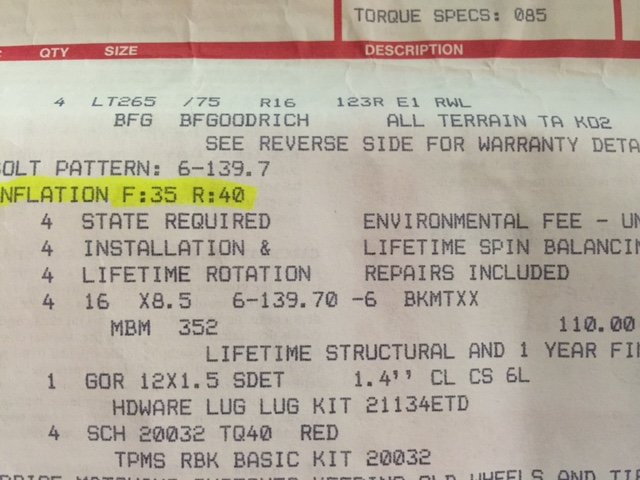 TORQUE SPECS: 085
QTY SIZE DESCRIPTION
4 LT265 /75 R16 123R E1 RWL
BFG BFGOODRICH ALL TERRAIN TA KO2
SEE REVERSE SIDE FOR WARRANTY DETA
OLT PATTERN: 6-139.7
NFLATION F:35 R:40
4 STATE REQUIRED ENVIRONMENTAL FEE - UN
4 INSTALLATION & LIFETIME SPIN BALANCIN
4 LIFETIME ROTATION REPAIRS INCLUDED
4 16 X8.5 6-139.70 -6 BKMTXX
MBM 352 110.00
LIFETIME STRUCTURAL AND 1 YEAR FI
1 GOR 12X1.5 SDET 1.4'' CL CS 6L
HDWARE LUG LUG KIT 21134ETD
4 SCH 20032 TQ40 RED
TPMS RBK BASIC KIT 20032